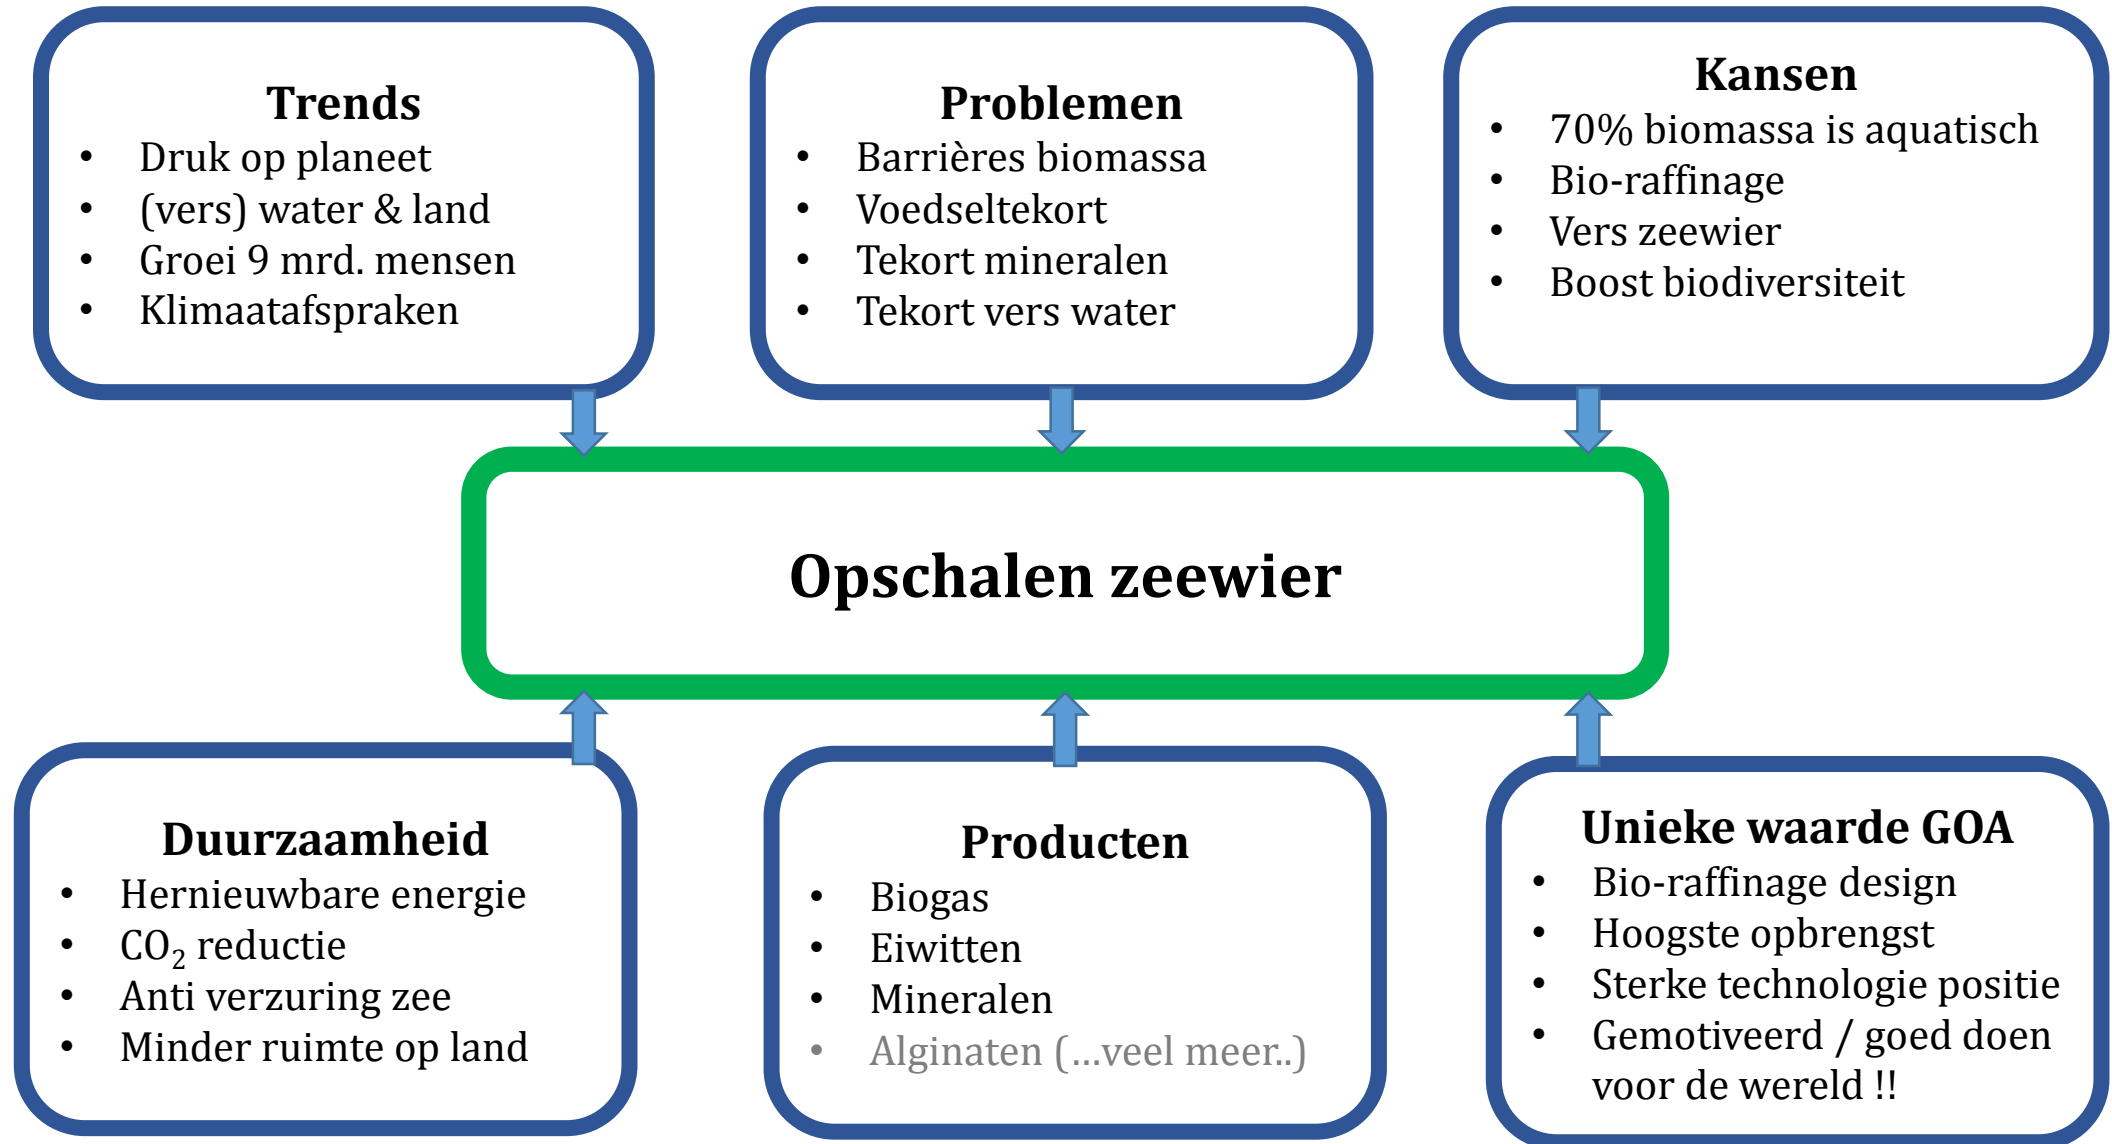 Trends
• Druk op planeet
• (vers) water & land
• Groei 9 mrd. mensen
• Klimaatafspraken
Problemen
• Barrières biomassa
• Voedseltekort
• Tekort mineralen
• Tekort vers water
Kansen
• 70% biomassa is aquatisch
• Bio-raffinage
• Vers zeewier
• Boost biodiversiteit
Opschalen zeewier
Duurzaamheid
• Hernieuwbare energie
• CO₂ reductie
• Anti verzuring zee
• Minder ruimte op land
Producten
• Biogas
• Eiwitten
• Mineralen
• Alginaten (...veel meer..)
Unieke waarde GOA
• Bio-raffinage design
• Hoogste opbrengst
• Sterke technologie positie
• Gemotiveerd / goed doen
voor de wereld !!